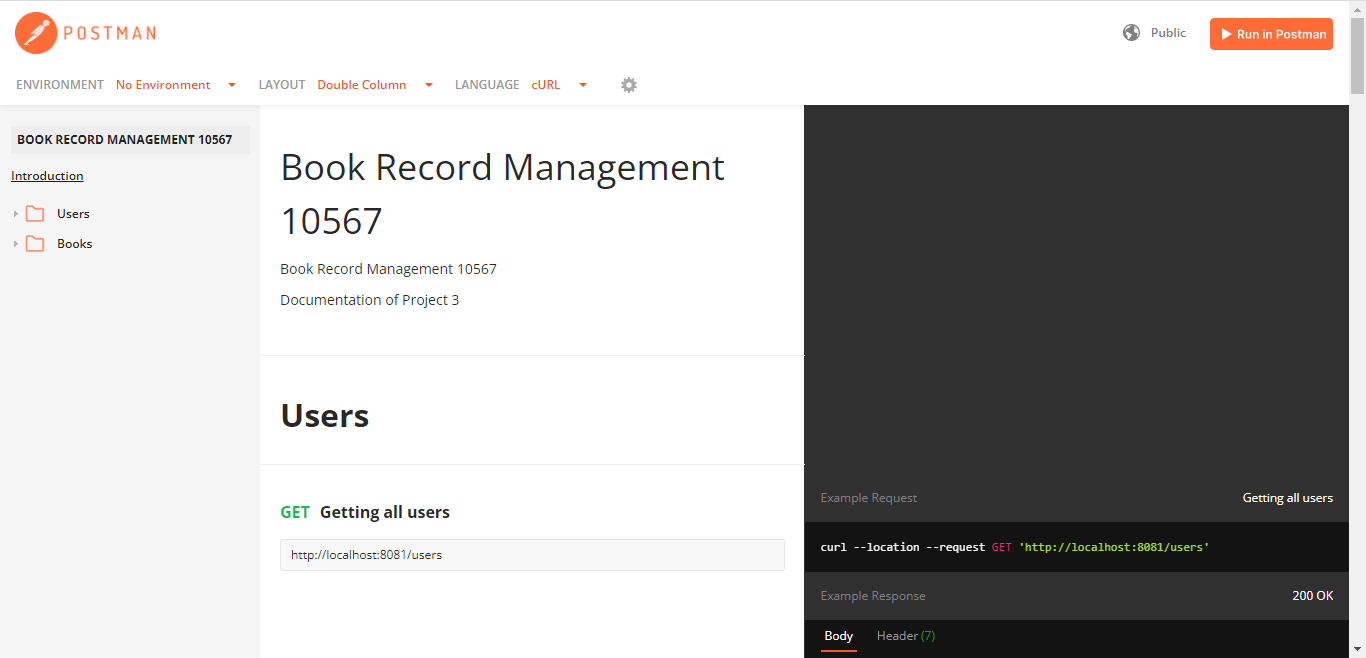 POSTMAN
Public
Run in Postman
ENVIRONMENT No Environment LAYOUT Double Column LANGUAGE cURL
BOOK RECORD MANAGEMENT 10567
Introduction
Users
Books
Book Record Management
10567
Book Record Management 10567
Documentation of Project 3
Users
GET Getting all users
http://localhost:8081/users
Example Request Getting all users
curl --location --request GET 'http://localhost:8081/users'
Example Response 200 OK
Body Header (7)